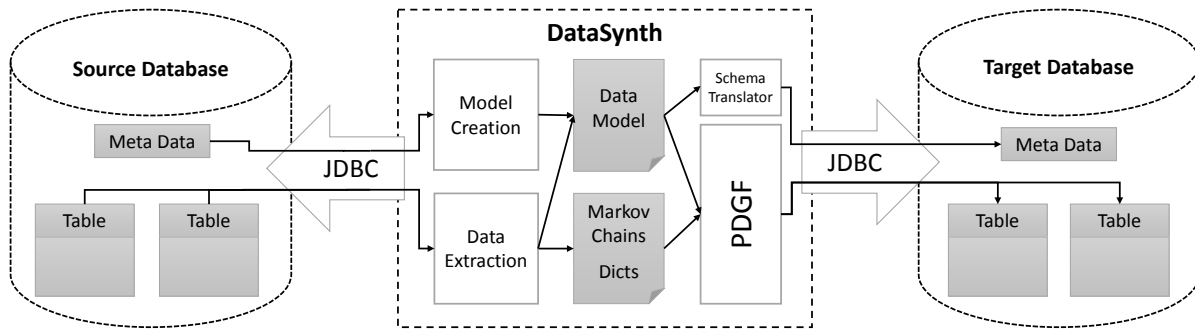 Source Database
Meta Data
Table
Table
JDBC
DataSynth
Model
Creation
Data
Extraction
Data
Model
Markov
Chains
Dicts
Schema
Translator
PDGF
JDBC
Target Database
Meta Data
Table
Table